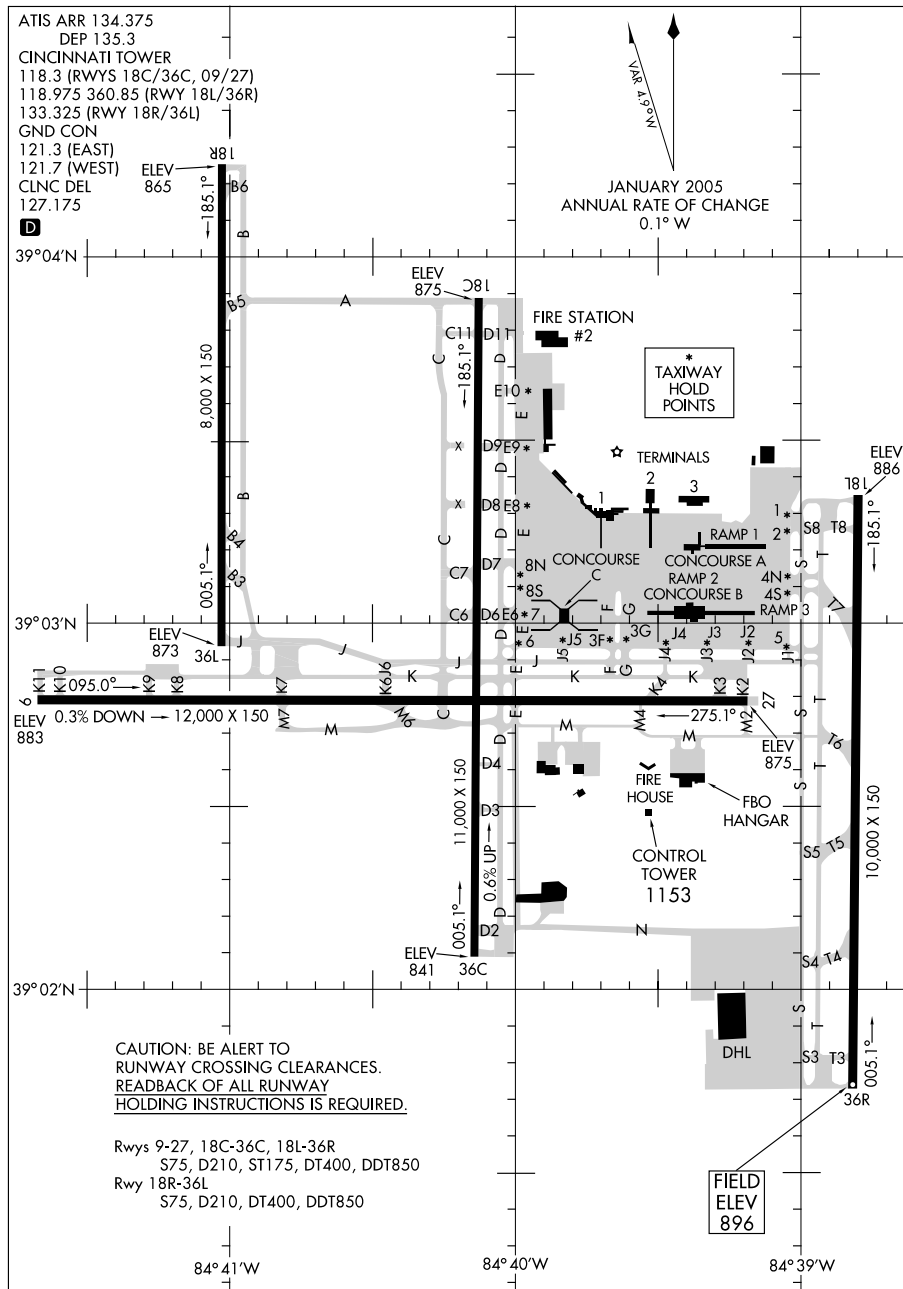 ATIS ARR 134.375
DEP 135.3
CINCINNATI TOWER
118.3 (RWYS 18C/36C, 09/27)
118.975 360.85 (RWY 18L/36R)
133.325 (RWY 18R/36L)
GND CON
121.3 (EAST)
121.7 (WEST)
CLNC DEL
127.175
D
VAR 4.9°W
JANUARY 2005
ANNUAL RATE OF CHANGE
0.1° W
18R
ELEV
865
185.1°
B6
B
39°04'N
B5
A
ELEV
875
18C
FIRE STATION
#2
C11
D11
D
C
185.1°
*
TAXIWAY
HOLD
POINTS
E10 *
E
8,000 X 150
X
D9
E9 *
D
TERMINALS
1
2
3
ELEV
886
18L
B
X
D8
E8 *
E
1
*
2 *
S8
T8
185.1°
B4
C
RAMP 1
CONCOURSE A
S
T
B3
005.1°
C7
D7
8N *
8S *
CONCOURSE
C
RAMP 2
CONCOURSE B
RAMP 3
4N *
4S *
T7
C6
D6
E6 *
7
F
G
39°03'N
ELEV
873
36L
J
J
J
J6
D
E
* 6
J
J5
*
J5
3F *
* 3G
J4
J4 *
J3
J3 *
J2
J2 *
5
*
J1
F
G
K11
K10
K9
K8
K7
K6
K
K
K4
K
K3
K2
9
095.0°
27
ELEV
883
0.3% DOWN
12,000 X 150
M7
M
M6
C
E
M
M4
275.1°
M
M2
ELEV
875
S
T
T6
D
D4
FIRE
HOUSE
FBO
HANGAR
S
T
11,000 X 150
D3
0.6% UP
CONTROL
TOWER
1153
S5
T5
10,000 X 150
005.1°
D
D2
N
ELEV
841
36C
S4
T4
39°02'N
S
T
DHL
S3
T3
005.1°
36R
CAUTION: BE ALERT TO
RUNWAY CROSSING CLEARANCES.
READBACK OF ALL RUNWAY
HOLDING INSTRUCTIONS IS REQUIRED.
Rwys 9-27, 18C-36C, 18L-36R
S75, D210, ST175, DT400, DDT850
Rwy 18R-36L
S75, D210, DT400, DDT850
FIELD
ELEV
896
84°41'W
84°40'W
84°39'W